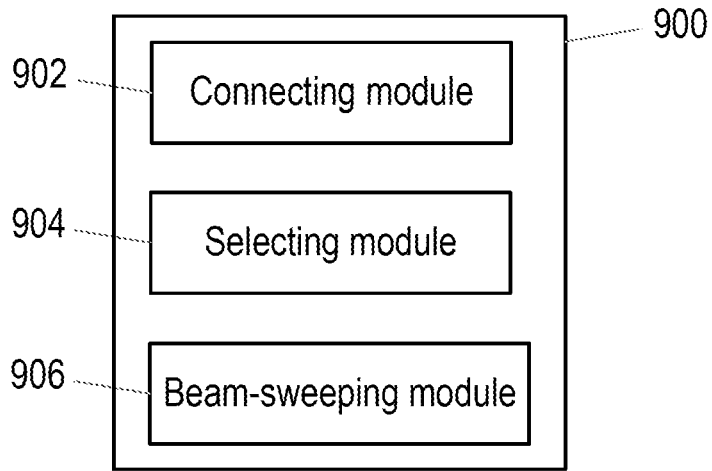 900
902
Connecting module
904
Selecting module
906
Beam-sweeping module